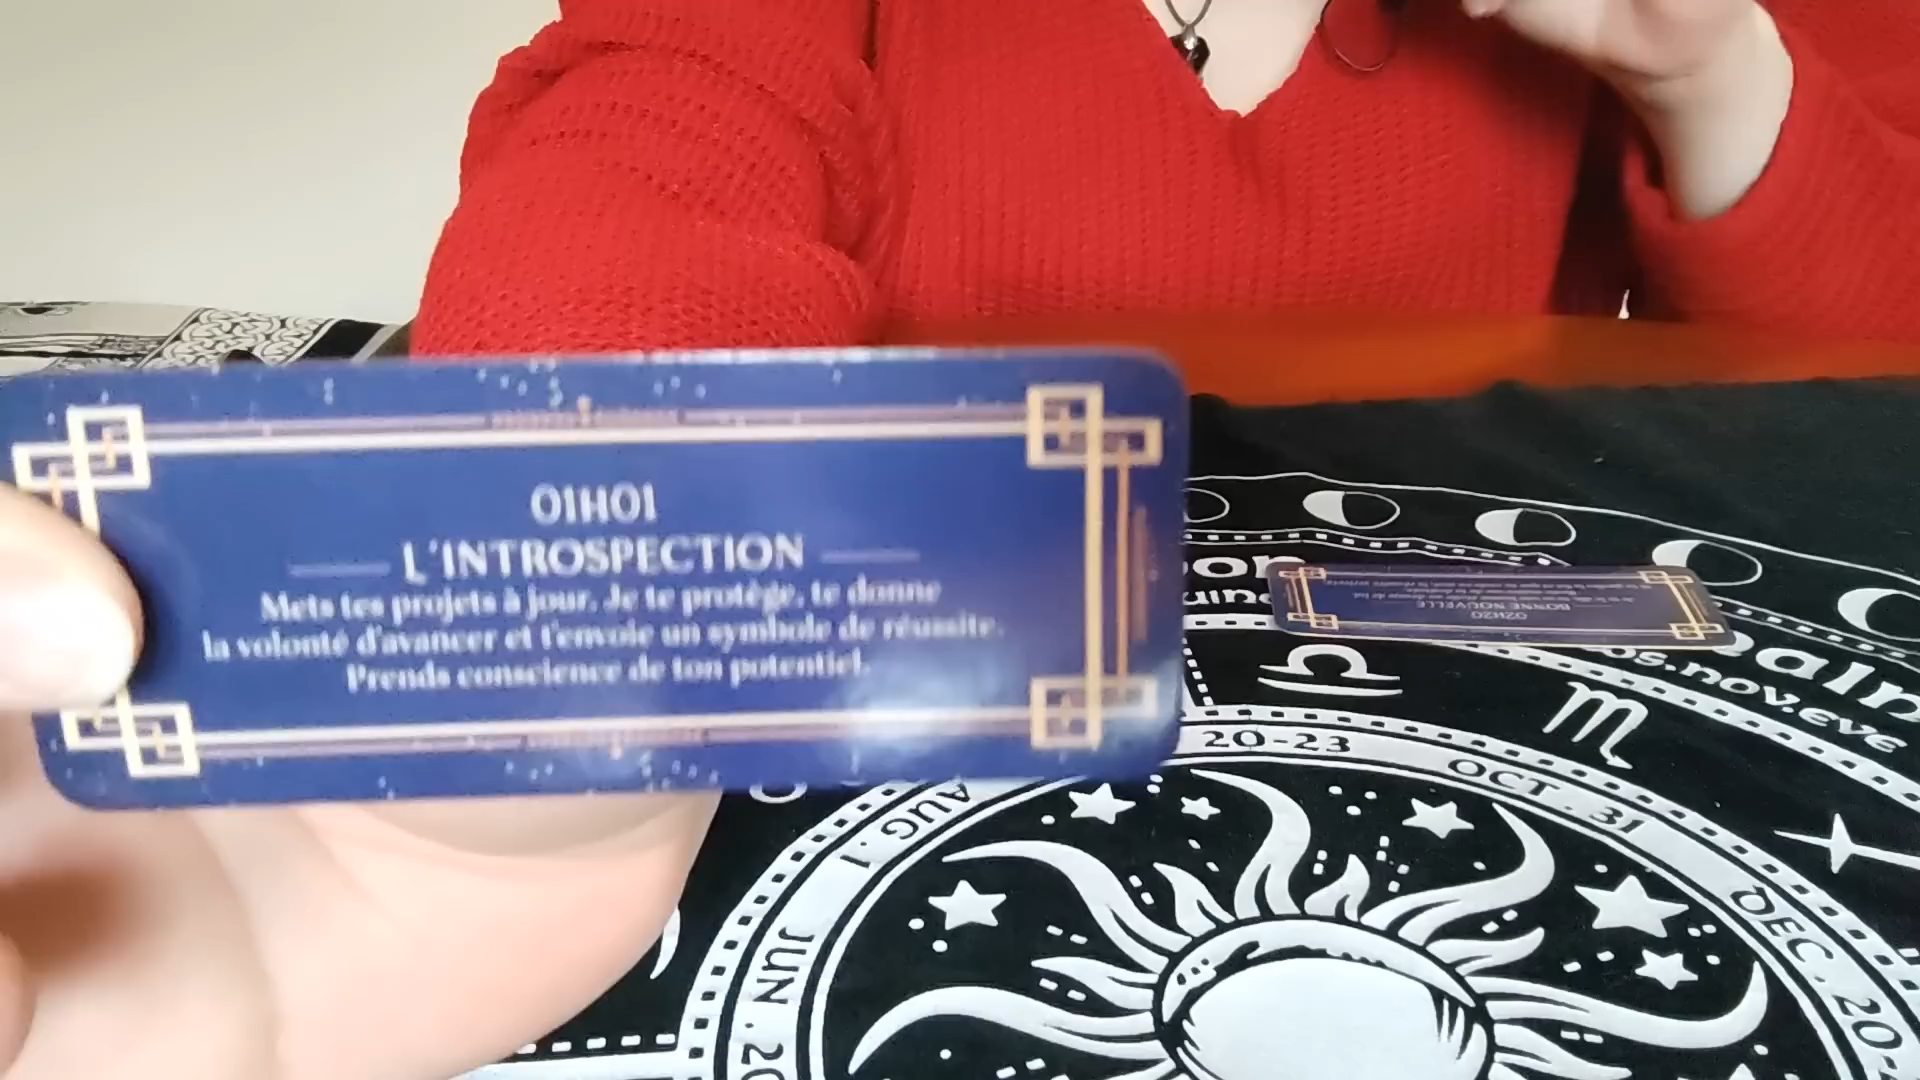 01H01
L'INTROSPECTION
Mets tes projets à jour. Je te protège, te donne
la volonté d'avancer et t'envoie un symbole de réussite.
Prends conscience de ton potentiel.
02H20
BONNE NOUVELLE
nov.eve
20-23
OCT. 31
AUG. 1
JUN. 20
DEC. 20-